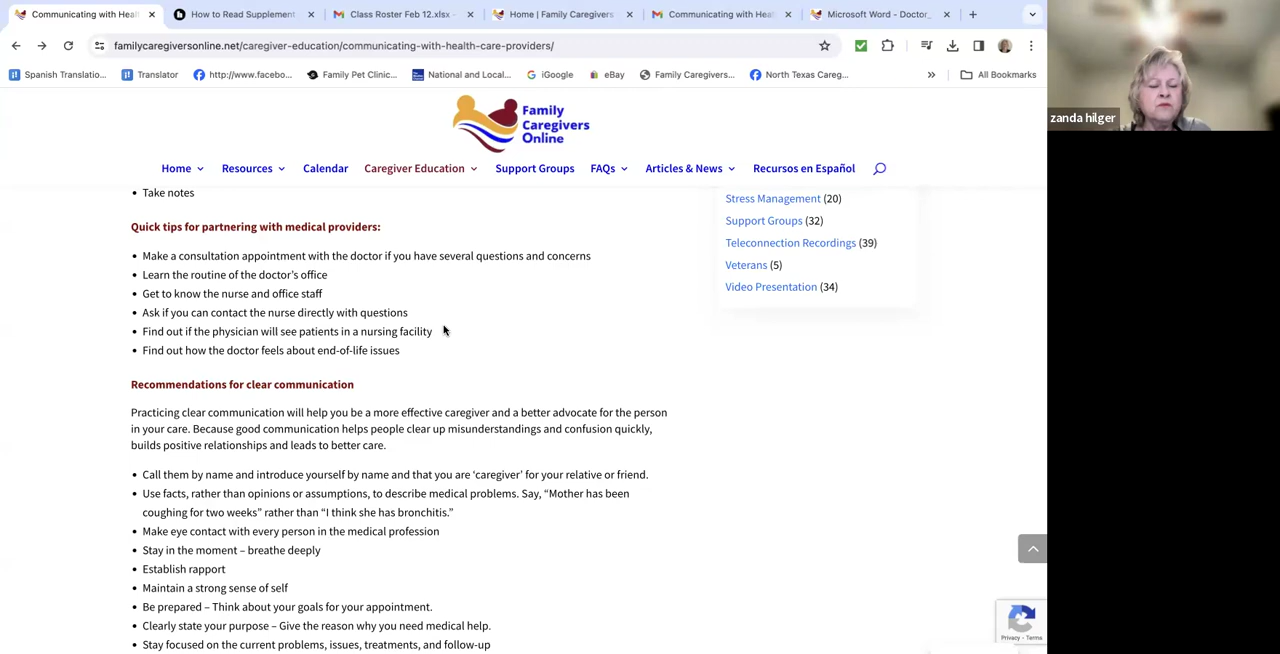 Communicating with Heal
How to Read Supplement
Class Roster Feb 12.xlsx -
Home | Family Caregivers
Communicating with Heal
Microsoft Word - Doctor_
familycaregiversonline.net/caregiver-education/communicating-with-health-care-providers/
Spanish Translatio...
Translator
http://www.facebo...
Family Pet Clinic...
National and Local...
iGoogle
eBay
Family Caregivers...
North Texas Careg...
»
All Bookmarks
zanda hilger
Family
Caregivers
Online
Home
Resources
Calendar
Caregiver Education
Support Groups
FAQs
Articles & News
Recursos en Español
• Take notes
Quick tips for partnering with medical providers:
• Make a consultation appointment with the doctor if you have several questions and concerns
• Learn the routine of the doctor's office
• Get to know the nurse and office staff
• Ask if you can contact the nurse directly with questions
• Find out if the physician will see patients in a nursing facility
• Find out how the doctor feels about end-of-life issues
Recommendations for clear communication
Practicing clear communication will help you be a more effective caregiver and a better advocate for the person
in your care. Because good communication helps people clear up misunderstandings and confusion quickly,
builds positive relationships and leads to better care.
• Call them by name and introduce yourself by name and that you are ‘caregiver’ for your relative or friend.
• Use facts, rather than opinions or assumptions, to describe medical problems. Say, “Mother has been
coughing for two weeks” rather than “I think she has bronchitis.”
• Make eye contact with every person in the medical profession
• Stay in the moment – breathe deeply
• Establish rapport
• Maintain a strong sense of self
• Be prepared – Think about your goals for your appointment.
• Clearly state your purpose – Give the reason why you need medical help.
• Stay focused on the current problems, issues, treatments, and follow-up
Stress Management (20)
Support Groups (32)
Teleconnection Recordings (39)
Veterans (5)
Video Presentation (34)
Privacy - Terms